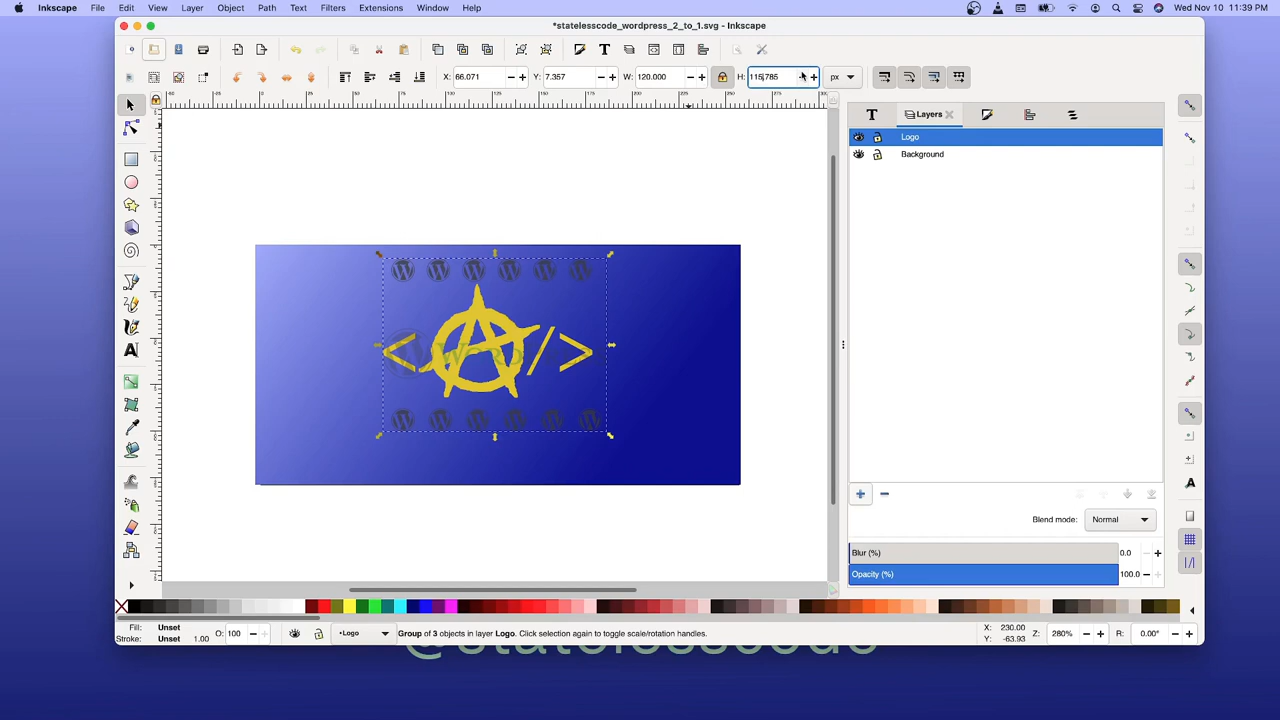 Inkscape File Edit View Layer Object Path Text Filters Extensions Window Help Wed Nov 10 11:39 PM
*statelesscode_wordpress_2_to_1.svg - Inkscape
X: 66.071 Y: 7.357 W: 120.000 H: 115.785 px
Layers
Logo
Background
< A / >
Blend mode: Normal
Blur (%) 0.0
Opacity (%) 100.0
Fill: Unset
Stroke: Unset 1.00
O: 100
•Logo
Group of 3 objects in layer Logo. Click selection again to toggle scale/rotation handles.
X: 230.00
Y: -63.93
Z: 280%
R: 0.00°
@statelesscode